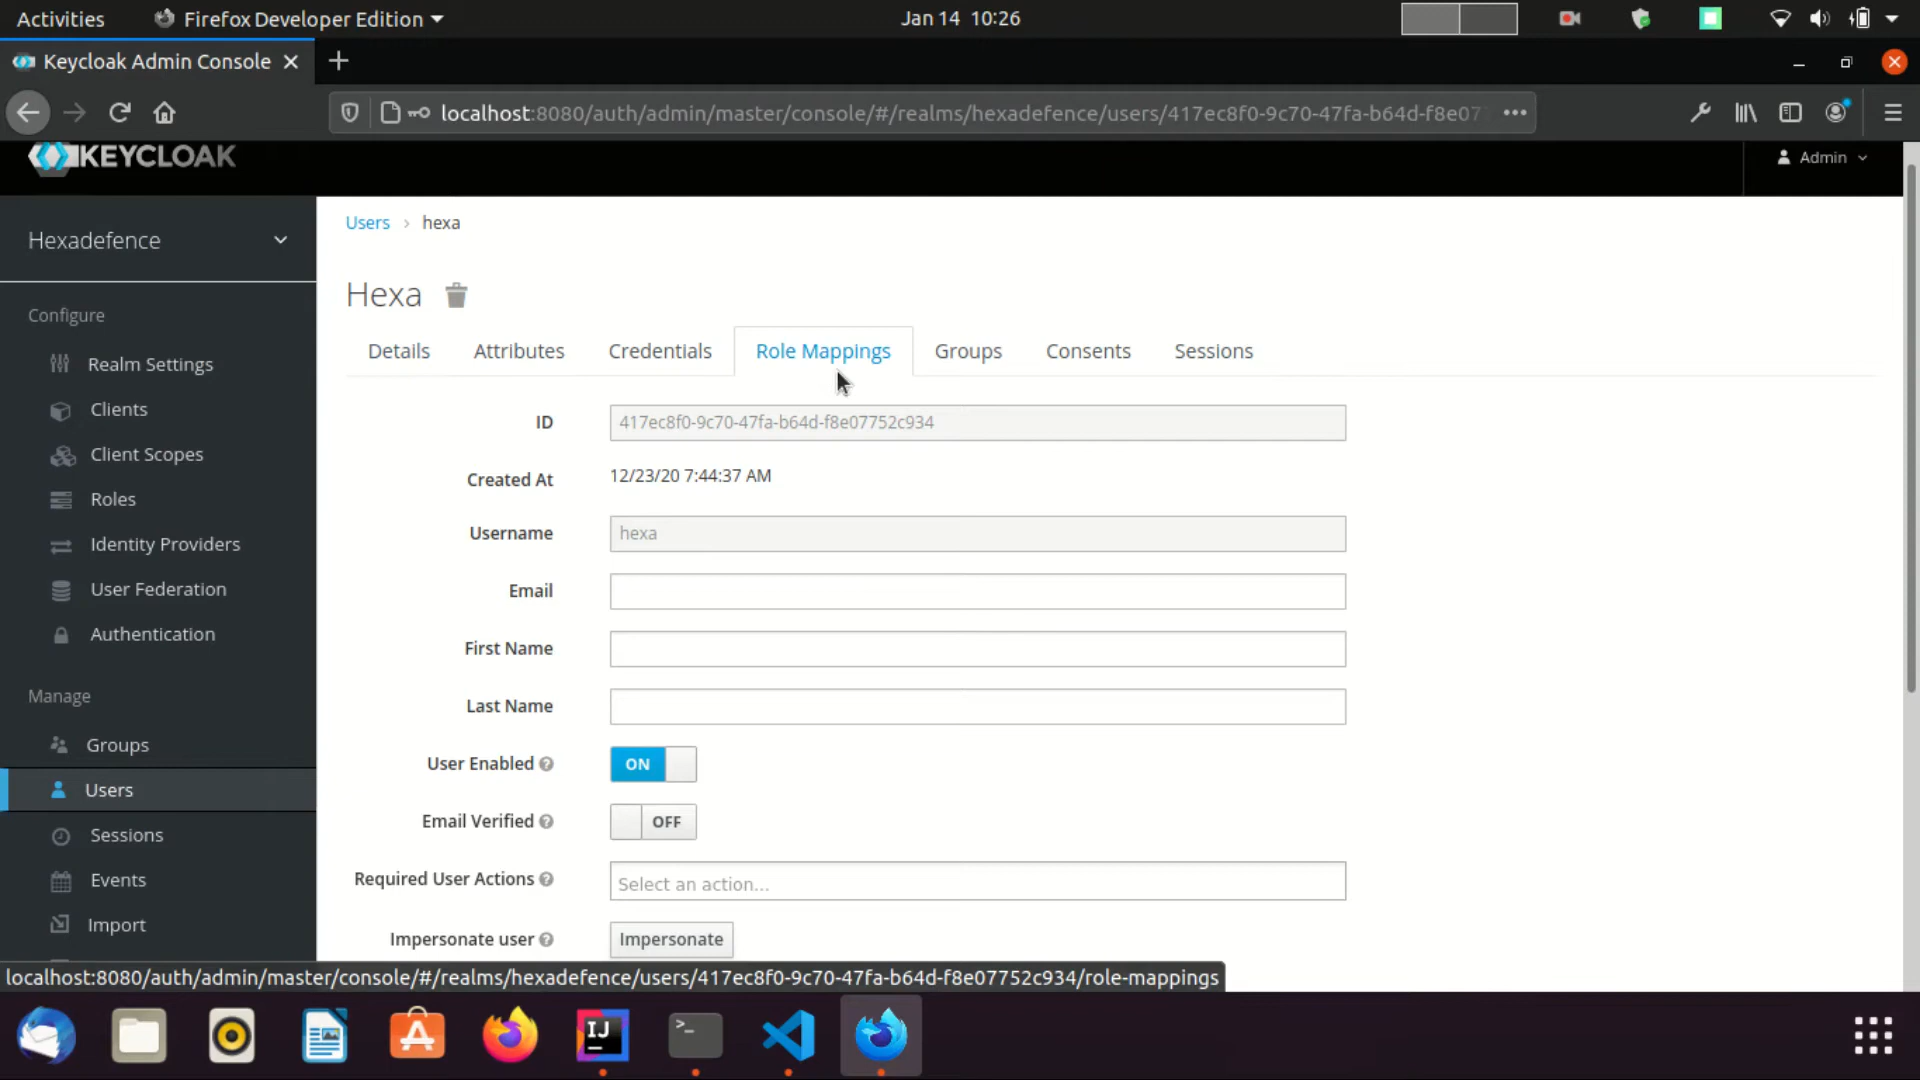 Activities
Firefox Developer Edition
Jan 14 10:26
Keycloak Admin Console
localhost:8080/auth/admin/master/console/#/realms/hexadefence/users/417ec8f0-9c70-47fa-b64d-f8e07
KEYCLOAK
Admin
Hexadefence
Configure
Realm Settings
Clients
Client Scopes
Roles
Identity Providers
User Federation
Authentication
Manage
Groups
Users
Sessions
Events
Import
Users › hexa
Hexa
Details Attributes Credentials Role Mappings Groups Consents Sessions
ID 417ec8f0-9c70-47fa-b64d-f8e07752c934
Created At 12/23/20 7:44:37 AM
Username hexa
Email
First Name
Last Name
User Enabled ON
Email Verified OFF
Required User Actions Select an action...
Impersonate user Impersonate
localhost:8080/auth/admin/master/console/#/realms/hexadefence/users/417ec8f0-9c70-47fa-b64d-f8e07752c934/role-mappings
IJ
>_